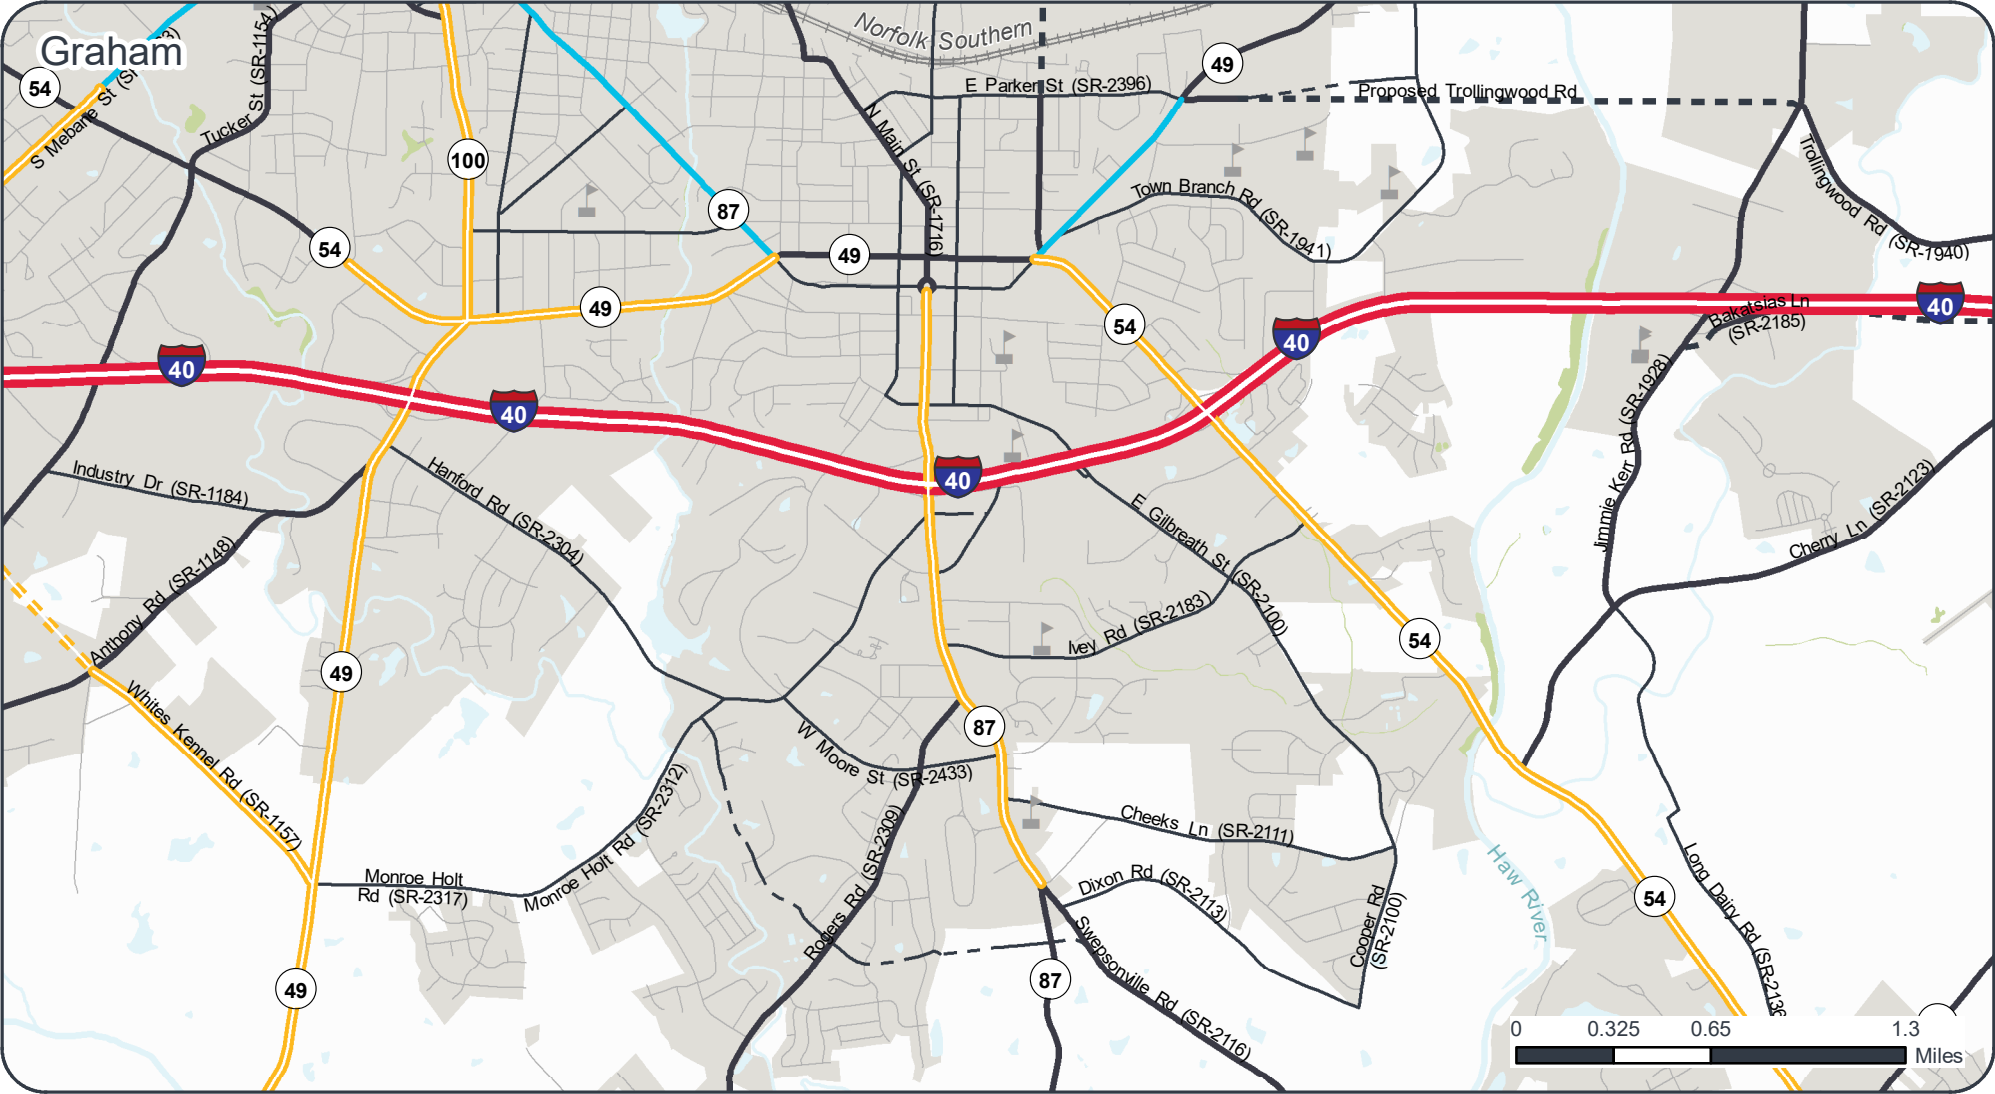 Graham
Norfolk Southern
54
S Mebane St (S
3)
Tucker St (SR-1154)
100
54
87
49
49
N Main St (SR-1716)
E Parker St (SR-2396)
49
Proposed Trollingwood Rd
Town Branch Rd (SR-1941)
Trollingwood Rd (SR-1940)
54
40
40
40
40
40
Bakatsias Ln
(SR-2185)
Jimmie Kerr Rd (SR-1928)
Cherry Ln (SR-2123)
Industry Dr (SR-1184)
Hanford Rd (SR-2304)
Anthony Rd (SR-1148)
E Gilbreath St (SR-2100)
Ivey Rd (SR-2183)
54
49
Whites Kennel Rd (SR-1157)
87
W Moore St (SR-2433)
Monroe Holt
Rd (SR-2317)
Monroe Holt Rd (SR-2312)
Rogers Rd (SR-2309)
Cheeks Ln (SR-2111)
Dixon Rd (SR-2113)
Cooper Rd
(SR-2100)
Haw River
Long Dairy Rd (SR-2136
54
49
87
Swepsonville Rd (SR-2116)
0 0.325 0.65 1.3
Miles